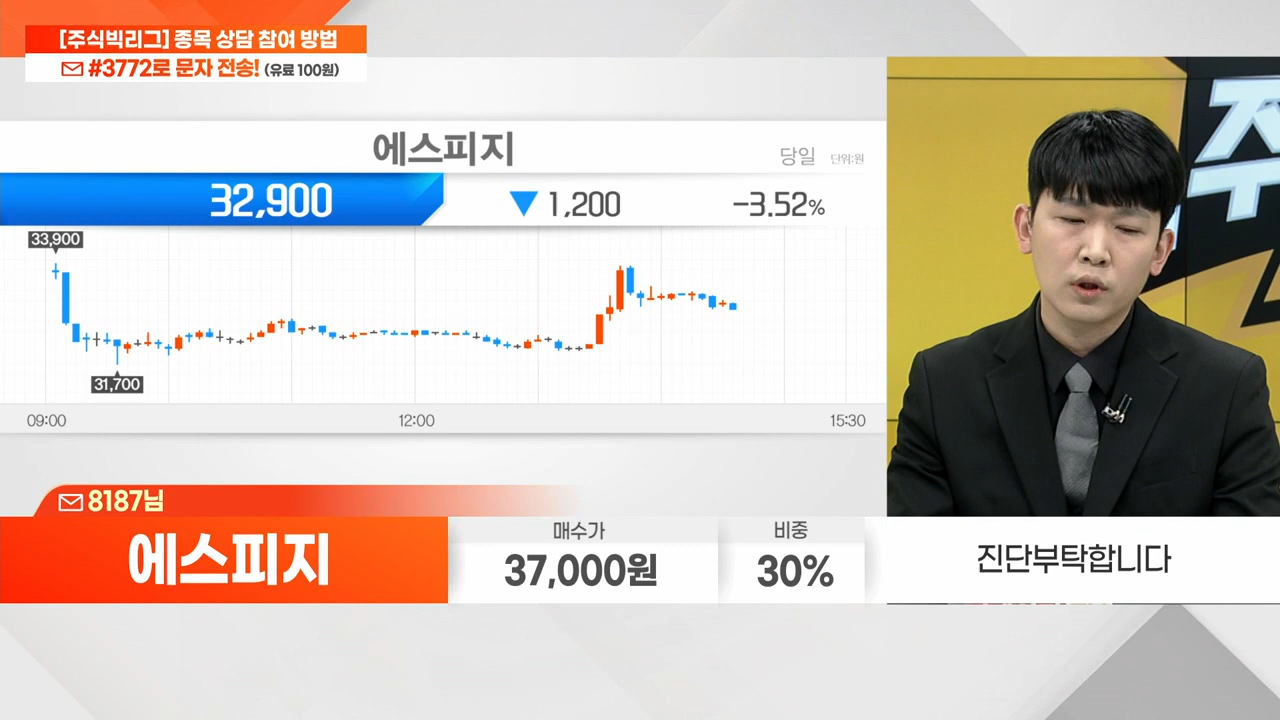 [주식빅리그] 종목 상담 참여 방법
#3772로 문자 전송! (유료 100원)
에스피지
당일 단위:원
32,900 ▼ 1,200 -3.52%
33,900
31,700
09:00 12:00 15:30
주
8187님
에스피지
매수가
37,000원
비중
30%
진단부탁합니다